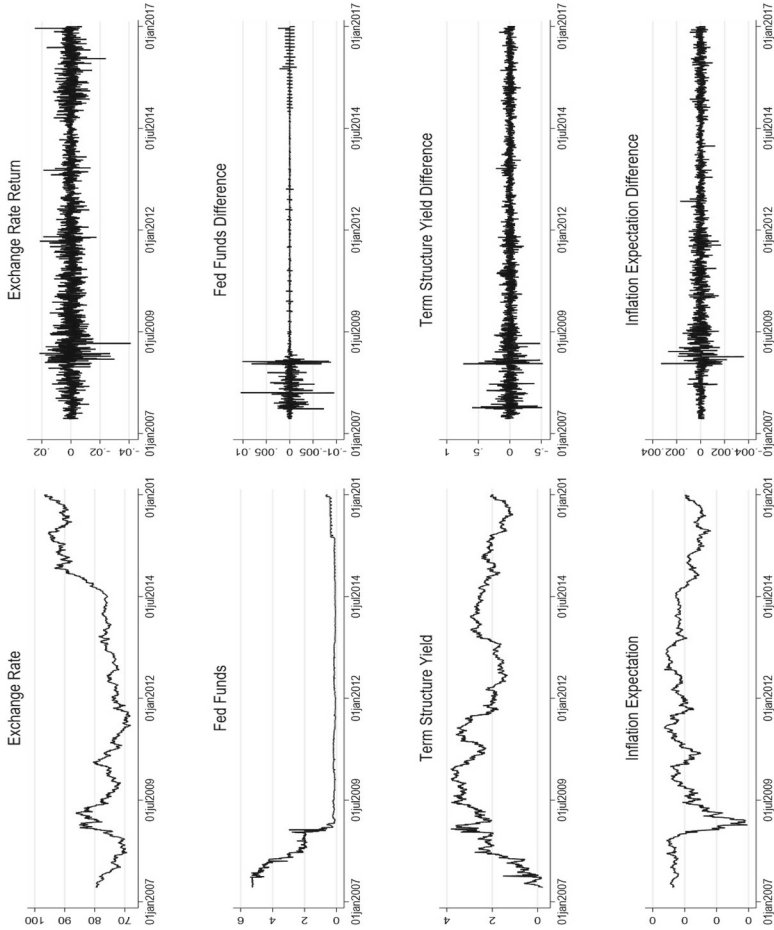 Exchange Rate
100
90
80
70
01jan2007
01jul2009
01jan2012
01jul2014
01jan201
Exchange Rate Return
.02
0
-.02
-.04
01jan2007
01jul2009
01jan2012
01jul2014
01jan2017
Fed Funds
6
4
2
0
01jan2007
01jul2009
01jan2012
01jul2014
01jan201
Fed Funds Difference
-.01-.005 0 .005.01
01jan2007
01jul2009
01jan2012
01jul2014
01jan2017
Term Structure Yield
4
2
0
01jan2007
01jul2009
01jan2012
01jul2014
01jan201
Term Structure Yield Difference
1
.5
0
-.5
01jan2007
01jul2009
01jan2012
01jul2014
01jan2017
Inflation Expectation
0
0
0
0
01jan2007
01jul2009
01jan2012
01jul2014
01jan201
Inflation Expectation Difference
-.004-.002 0 .002.004
01jan2007
01jul2009
01jan2012
01jul2014
01jan2017